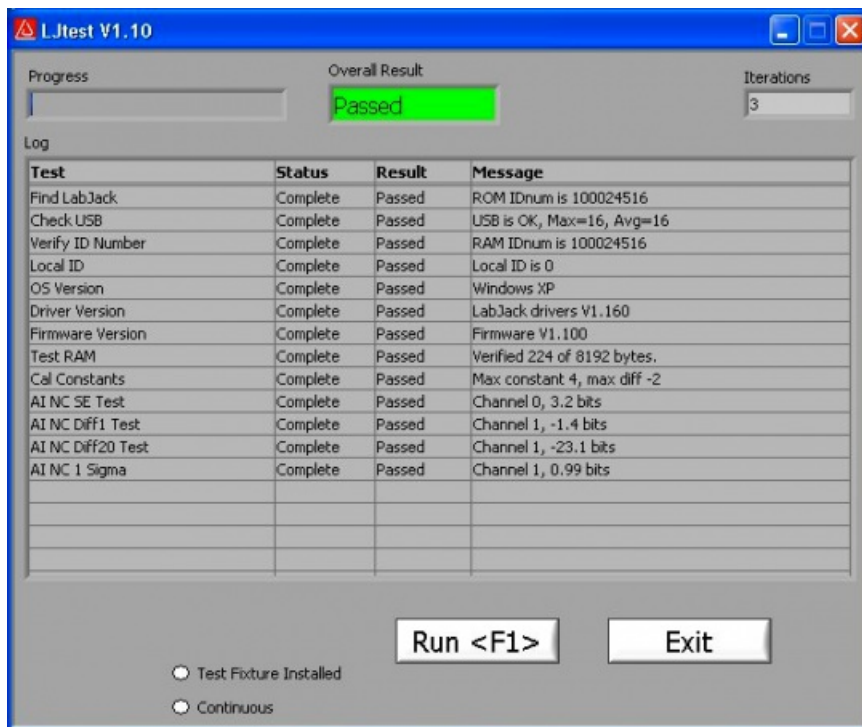 LJtest V1.10
Progress
Overall Result
Iterations
Passed
3
Log
Test Status Result Message
Find LabJack Complete Passed ROM IDnum is 100024516
Check USB Complete Passed USB is OK, Max=16, Avg=16
Verify ID Number Complete Passed RAM IDnum is 100024516
Local ID Complete Passed Local ID is 0
OS Version Complete Passed Windows XP
Driver Version Complete Passed LabJack drivers V1.160
Firmware Version Complete Passed Firmware V1.100
Test RAM Complete Passed Verified 224 of 8192 bytes.
Cal Constants Complete Passed Max constant 4, max diff -2
AI NC SE Test Complete Passed Channel 0, 3.2 bits
AI NC Diff1 Test Complete Passed Channel 1, -1.4 bits
AI NC Diff20 Test Complete Passed Channel 1, -23.1 bits
AI NC 1 Sigma Complete Passed Channel 1, 0.99 bits
Run <F1> Exit
Test Fixture Installed
Continuous